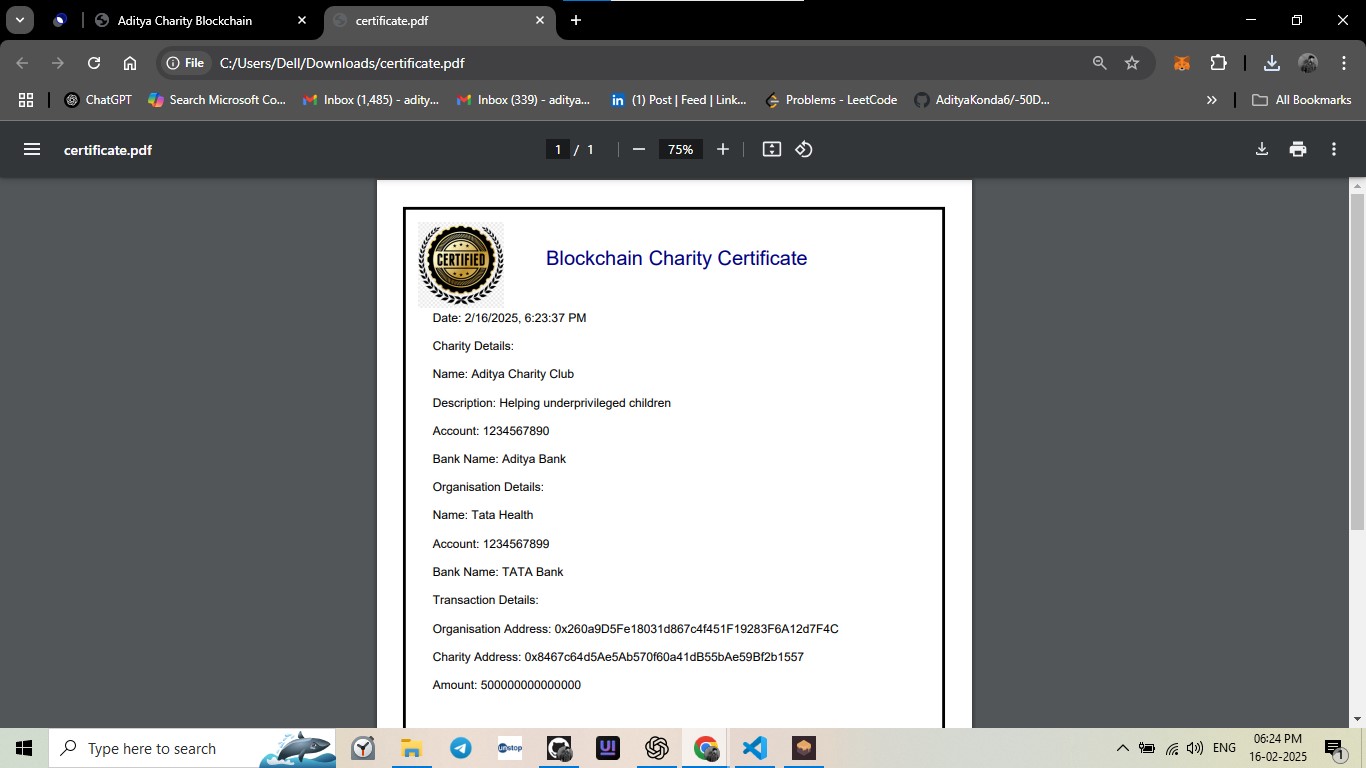 Aditya Charity Blockchain
certificate.pdf
File
C:/Users/Dell/Downloads/certificate.pdf
ChatGPT
Search Microsoft Co...
Inbox (1,485) - adity...
Inbox (339) - aditya...
(1) Post | Feed | Link...
Problems - LeetCode
AdityaKonda6/-50D...
All Bookmarks
certificate.pdf
1 / 1
75%
CERTIFIED
Blockchain Charity Certificate
Date: 2/16/2025, 6:23:37 PM
Charity Details:
Name: Aditya Charity Club
Description: Helping underprivileged children
Account: 1234567890
Bank Name: Aditya Bank
Organisation Details:
Name: Tata Health
Account: 1234567899
Bank Name: TATA Bank
Transaction Details:
Organisation Address: 0x260a9D5Fe18031d867c4f451F19283F6A12d7F4C
Charity Address: 0x8467c64d5Ae5Ab570f60a41dB55bAe59Bf2b1557
Amount: 500000000000000
Type here to search
unstop
UI
ENG
06:24 PM
16-02-2025
1